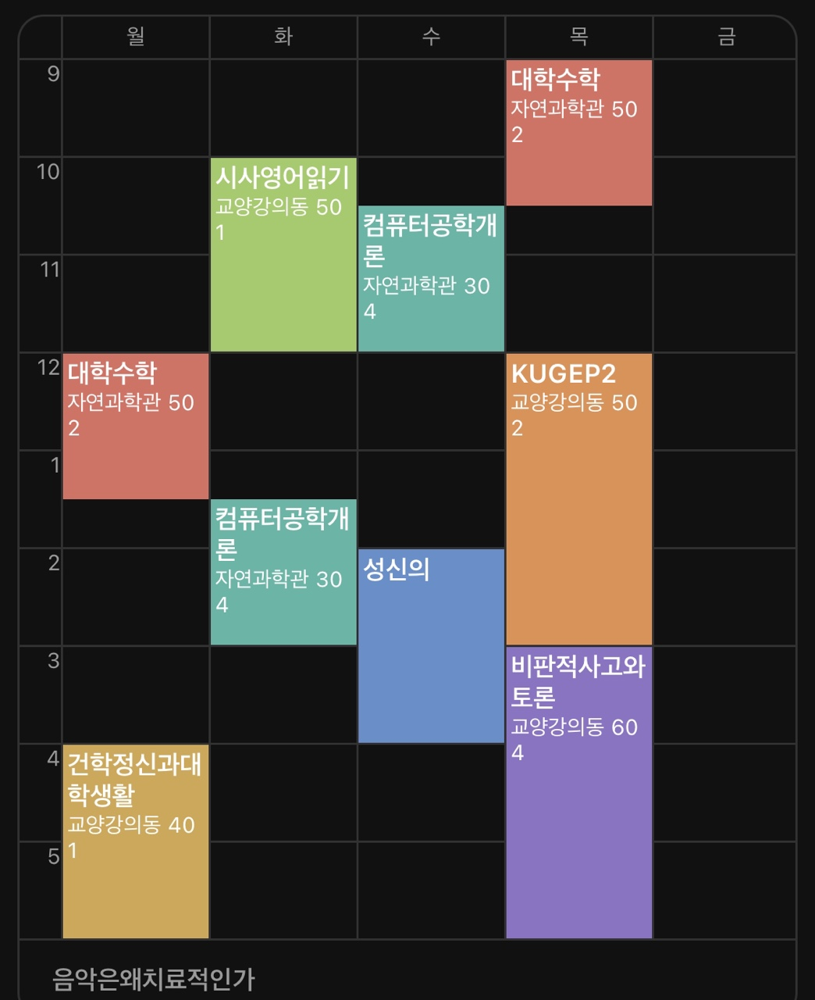 월 화 수 목 금
9
대학수학
자연과학관 50
2
10
시사영어읽기
교양강의동 50
1
컴퓨터공학개
론
자연과학관 30
4
11
12
대학수학
자연과학관 50
2
KUGEP2
교양강의동 50
2
1
컴퓨터공학개
론
자연과학관 30
4
2
성신의
3
비판적사고와
토론
교양강의동 60
4
4
건학정신과대
학생활
교양강의동 40
1
5
음악은왜치료적인가